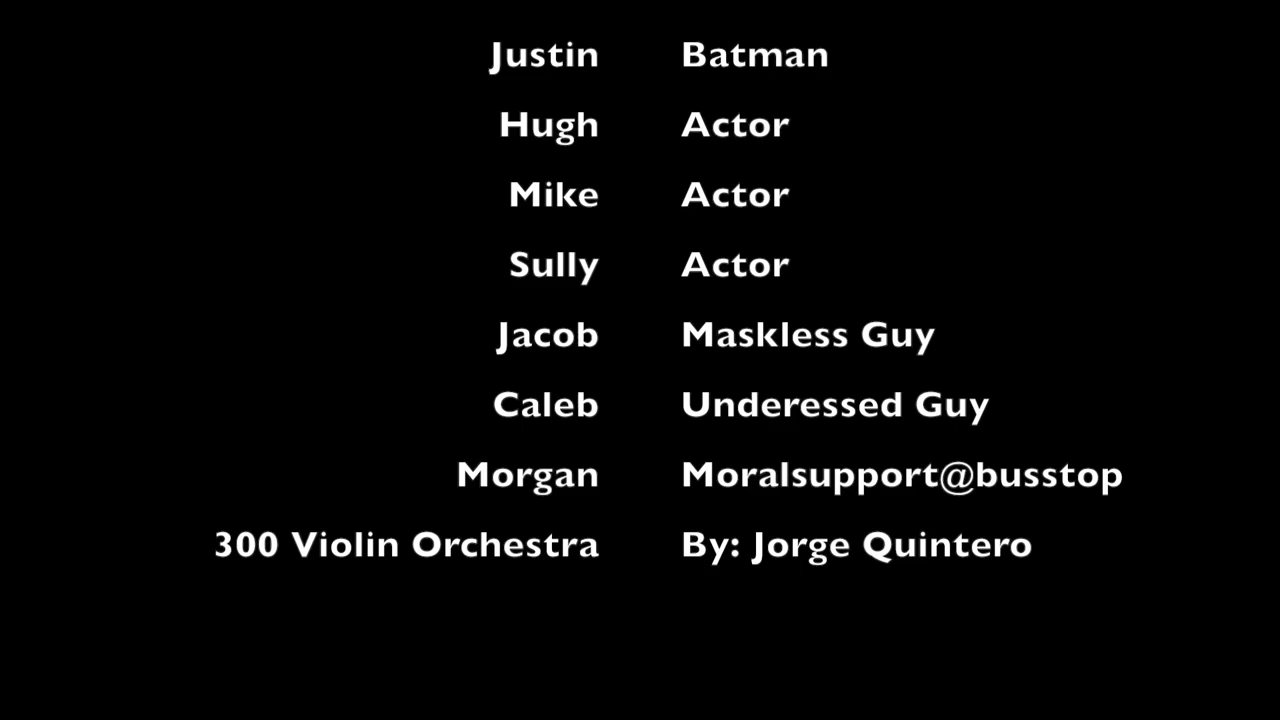 Justin Batman
Hugh Actor
Mike Actor
Sully Actor
Jacob Maskless Guy
Caleb Underessed Guy
Morgan Moralsupport@busstop
300 Violin Orchestra By: Jorge Quintero